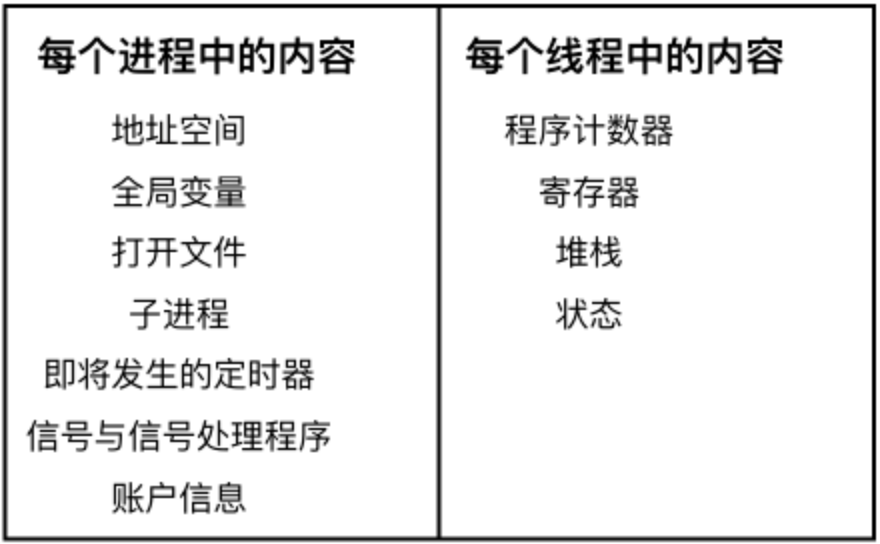 每个进程中的内容
地址空间
全局变量
打开文件
子进程
即将发生的定时器
信号与信号处理程序
账户信息
每个线程中的内容
程序计数器
寄存器
堆栈
状态